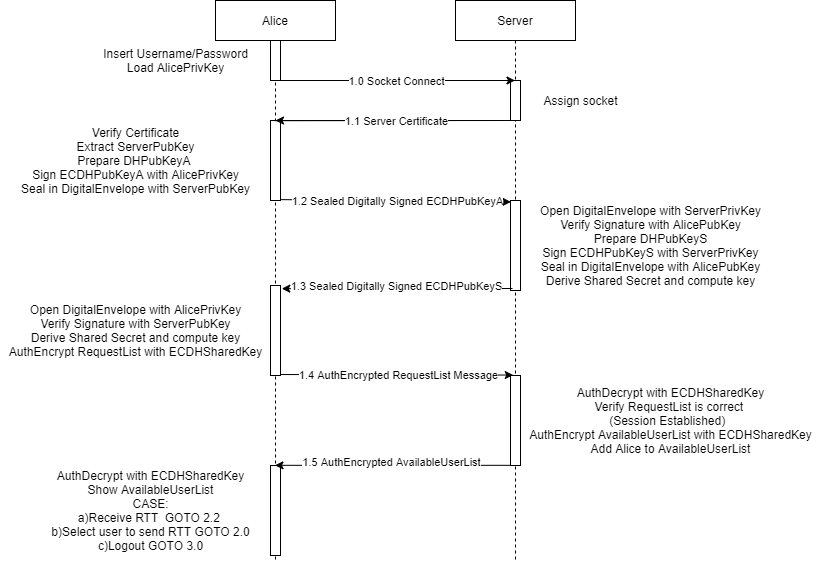 Alice
Server
Insert Username/Password
Load AlicePrivKey
1.0 Socket Connect
Assign socket
1.1 Server Certificate
Verify Certificate
Extract ServerPubKey
Prepare DHPubKeyA
Sign ECDHPubKeyA with AlicePrivKey
Seal in DigitalEnvelope with ServerPubKey
1.2 Sealed Digitally Signed ECDHPubKeyA
Open DigitalEnvelope with ServerPrivKey
Verify Signature with AlicePubKey
Prepare DHPubKeyS
Sign ECDHPubKeyS with ServerPrivKey
Seal in DigitalEnvelope with AlicePubKey
Derive Shared Secret and compute key
1.3 Sealed Digitally Signed ECDHPubKeyS
Open DigitalEnvelope with AlicePrivKey
Verify Signature with ServerPubKey
Derive Shared Secret and compute key
AuthEncrypt RequestList with ECDHSharedKey
1.4 AuthEncrypted RequestList Message
AuthDecrypt with ECDHSharedKey
Verify RequestList is correct
(Session Established)
AuthEncrypt AvailableUserList with ECDHSharedKey
Add Alice to AvailableUserList
1.5 AuthEncrypted AvailableUserList
AuthDecrypt with ECDHSharedKey
Show AvailableUserList
CASE:
a)Receive RTT GOTO 2.2
b)Select user to send RTT GOTO 2.0
c)Logout GOTO 3.0